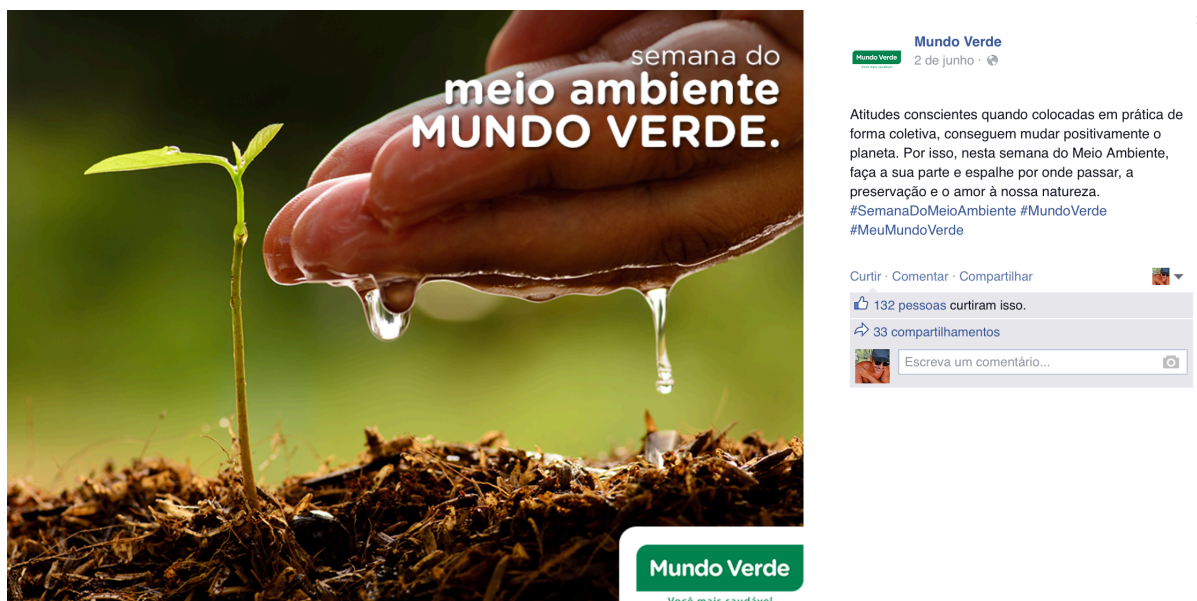 semana do
meio ambiente
MUNDO VERDE.
Mundo Verde
Você mais saudável
Mundo Verde
Mundo Verde
2 de junho ·
Atitudes conscientes quando colocadas em prática de
forma coletiva, conseguem mudar positivamente o
planeta. Por isso, nesta semana do Meio Ambiente,
faça a sua parte e espalhe por onde passar, a
preservação e o amor à nossa natureza.
#SemanaDoMeioAmbiente #MundoVerde
#MeuMundoVerde
Curtir · Comentar · Compartilhar
132 pessoas curtiram isso.
33 compartilhamentos
Escreva um comentário...